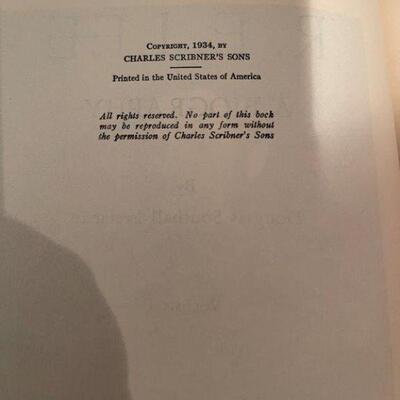 COPYRIGHT, 1934, BY
CHARLES SCRIBNER'S SONS
Printed in the United States of America
All rights reserved. No part of this book
may be reproduced in any form without
the permission of Charles Scribner's Sons